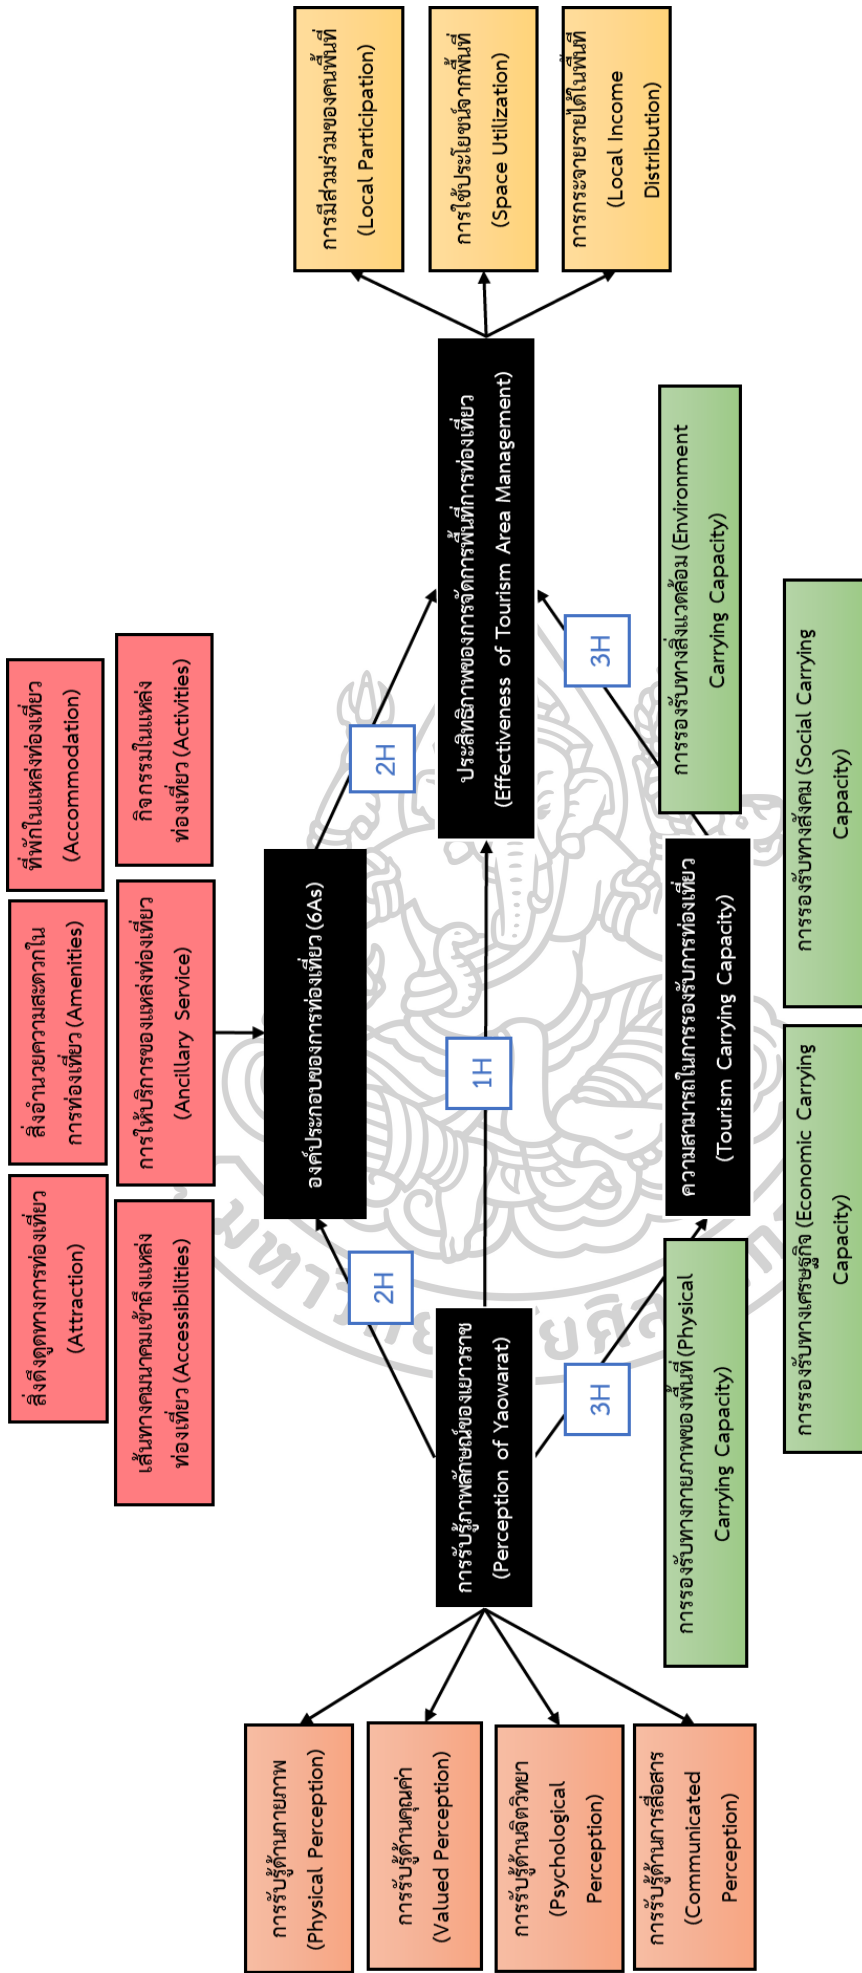 สิ่งดึงดูดทางการท่องเที่ยว
(Attraction)
สิ่งอำนวยความสะดวกใน
การท่องเที่ยว (Amenities)
ที่พักในแหล่งท่องเที่ยว
(Accommodation)
เส้นทางคมนาคมเข้าถึงแหล่ง
ท่องเที่ยว (Accessibilities)
การให้บริการของแหล่งท่องเที่ยว
(Ancillary Service)
กิจกรรมในแหล่ง
ท่องเที่ยว (Activities)
องค์ประกอบของการท่องเที่ยว (6As)
2H
2H
การรับรู้ด้านกายภาพ
(Physical Perception)
การรับรู้ด้านคุณค่า
(Valued Perception)
การรับรู้ด้านจิตวิทยา
(Psychological
Perception)
การรับรู้ด้านการสื่อสาร
(Communicated
Perception)
การรับรู้ภาพลักษณ์ของเยาวราช
(Perception of Yaowarat)
1H
ประสิทธิภาพของการจัดการพื้นที่การท่องเที่ยว
(Effectiveness of Tourism Area Management)
การมีส่วมร่วมของคนพื้นที่
(Local Participation)
การใช้ประโยชน์จากพื้นที่
(Space Utilization)
การกระจายรายได้ในพื้นที่
(Local Income
Distribution)
3H
3H
ความสามารถในการรองรับการท่องเที่ยว
(Tourism Carrying Capacity)
การรองรับทางกายภาพของพื้นที่ (Physical
Carrying Capacity)
การรองรับทางสิ่งแวดล้อม (Environment
Carrying Capacity)
การรองรับทางเศรษฐกิจ (Economic Carrying
Capacity)
การรองรับทางสังคม (Social Carrying
Capacity)